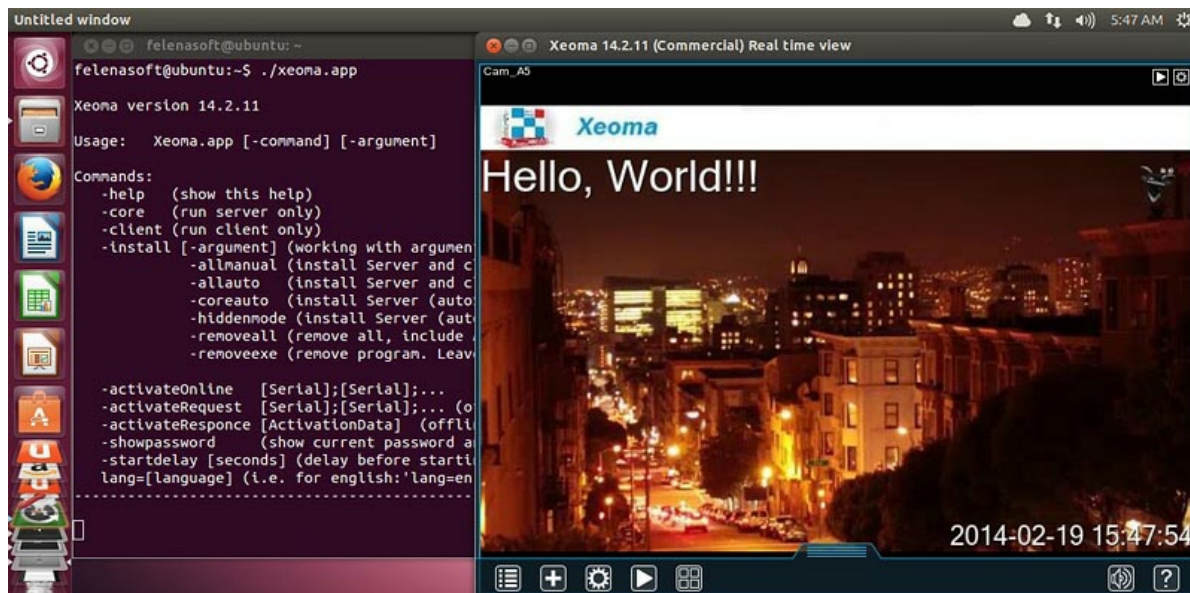 Untitled window
5:47 AM
felenasoft@ubuntu: ~
felenasoft@ubuntu:~$ ./xeoma.app
Xeoma version 14.2.11
Usage:   Xeoma.app [-command] [-argument]
Commands:
-help   (show this help)
-core   (run server only)
-client (run client only)
-install [-argument] (working with argumen
-allmanual (install Server and c
-allauto   (install Server and c
-coreauto  (install Server (auto
-hiddenmode (install Server (aut
-removeall (remove all, include
-removeexe (remove program. Leav
-activateOnline   [Serial];[Serial];...
-activateRequest  [Serial];[Serial];... (o
-activateResponce [ActivationData]  (offli
-showpassword     (show current password a
-startdelay [seconds] (delay before starti
lang=[language] (i.e. for english:'lang=en
--------------------------------------------------
Xeoma 14.2.11 (Commercial) Real time view
Cam_A5
Xeoma
Hello, World!!!
2014-02-19 15:47:54